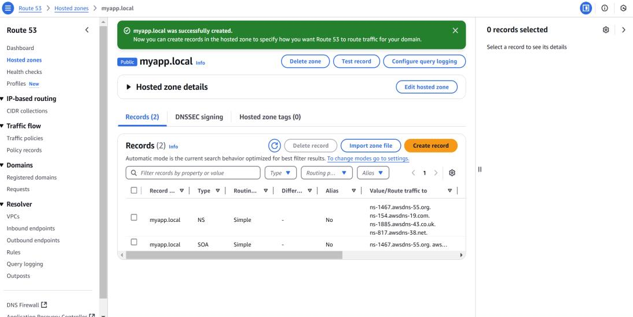 Route 53 > Hosted zones > myapp.local
Route 53
Dashboard
Hosted zones
Health checks
Profiles New
IP-based routing
CIDR collections
Traffic flow
Traffic policies
Policy records
Domains
Registered domains
Requests
Resolver
VPCs
Inbound endpoints
Outbound endpoints
Rules
Query logging
Outposts
DNS Firewall
Application Recovery Controller
myapp.local was successfully created.
Now you can create records in the hosted zone to specify how you want Route 53 to route traffic for your domain.
Public myapp.local Info
Delete zone Test record Configure query logging
Hosted zone details
Edit hosted zone
Records (2) DNSSEC signing Hosted zone tags (0)
Records (2) Info
Delete record Import zone file Create record
Automatic mode is the current search behavior optimized for best filter results. To change modes go to settings.
Filter records by property or value Type Routing p... Alias 1
Record ... Type Routin... Differ... Alias Value/Route traffic to
myapp.local NS Simple - No
ns-1467.awsdns-55.org.
ns-154.awsdns-19.com.
ns-1885.awsdns-43.co.uk.
ns-817.awsdns-38.net.
myapp.local SOA Simple - No ns-1467.awsdns-55.org. aws...
0 records selected
Select a record to see its details